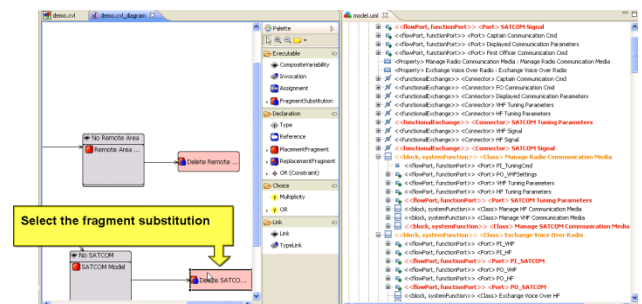 demo.cvl
demo.cvl_diagram
Palette
Executable
CompositeVariability
Invocation
Assignment
FragmentSubstitution
Declaration
Type
Reference
PlacementFragment
ReplacementFragment
OR (Constraint)
Choice
Multiplicity
OR
Link
Link
TypeLink
No Remote Area
Remote Area ...
Delete Remote ...
Select the fragment substitution
No SATCOM
SATCOM Model
Delete SATCO...
model.uml
<<flowPort, functionPort>> <Port> SATCOM Signal
<<flowPort, functionPort>> <Port> Captain Communication Cmd
<<flowPort, functionPort>> <Port> Displayed Communication Parameters
<<flowPort, functionPort>> <Port> First Officer Communication Cmd
<Property> Manage Radio Communication Media : Manage Radio Communication Media
<Property> Exchange Voice Over Radio : Exchange Voice Over Radio
<<functionalExchange>> <Connector> Captain Communication Cmd
<<functionalExchange>> <Connector> FO Communication Cmd
<<functionalExchange>> <Connector> Displayed Communication Parameters
<<functionalExchange>> <Connector> VHF Tuning Parameters
<<functionalExchange>> <Connector> HF Tuning Parameters
<<functionalExchange>> <Connector> SATCOM Tuning Parameters
<<functionalExchange>> <Connector> VHF Signal
<<functionalExchange>> <Connector> HF Signal
<<functionalExchange>> <Connector> SATCOM Signal
<<block, systemFunction>> <Class> Manage Radio Communication Media
<<flowPort, functionPort>> <Port> PI_TuningCmd
<<flowPort, functionPort>> <Port> PO_VHFSettings
<<flowPort, functionPort>> <Port> VHF Tuning Parameters
<<flowPort, functionPort>> <Port> HF Tuning Parameters
<<flowPort, functionPort>> <Port> SATCOM Tuning Parameters
<<block, systemFunction>> <Class> Manage HF Communication Media
<<block, systemFunction>> <Class> Manage VHF Communication Media
<<block, systemFunction>> <Class> Manage SATCOM Communication Media
<<block, systemFunction>> <Class> Exchange Voice Over Radio
<<flowPort, functionPort>> <Port> PI_VHF
<<flowPort, functionPort>> <Port> PI_HF
<<flowPort, functionPort>> <Port> PI_SATCOM
<<flowPort, functionPort>> <Port> PO_VHF
<<flowPort, functionPort>> <Port> PO_HF
<<flowPort, functionPort>> <Port> PO_SATCOM
<<block, systemFunction>> <Class> Exchange Voice Over HF